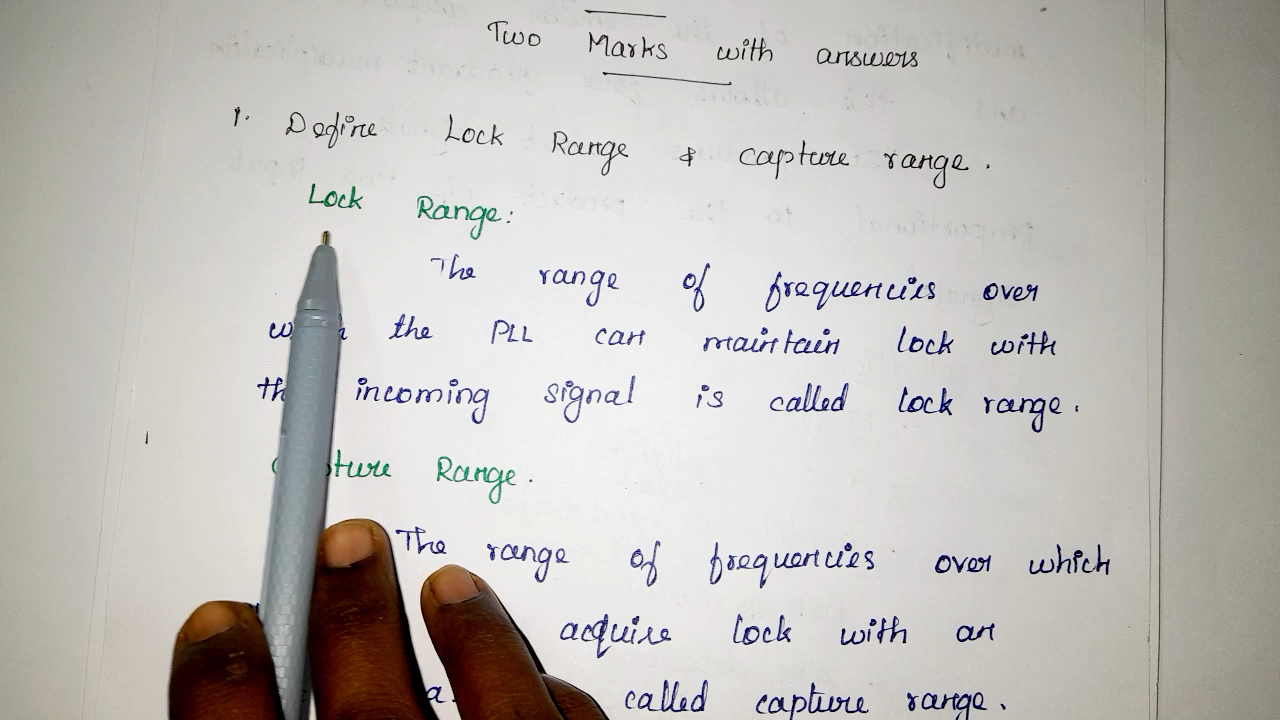 Two Marks with answers
1. Define Lock Range & capture range.
Lock Range:
The range of frequencies over
the PLL can maintain lock with
incoming signal is called lock range.
Range.
The range of frequencies over which
acquire lock with an
called capture range.